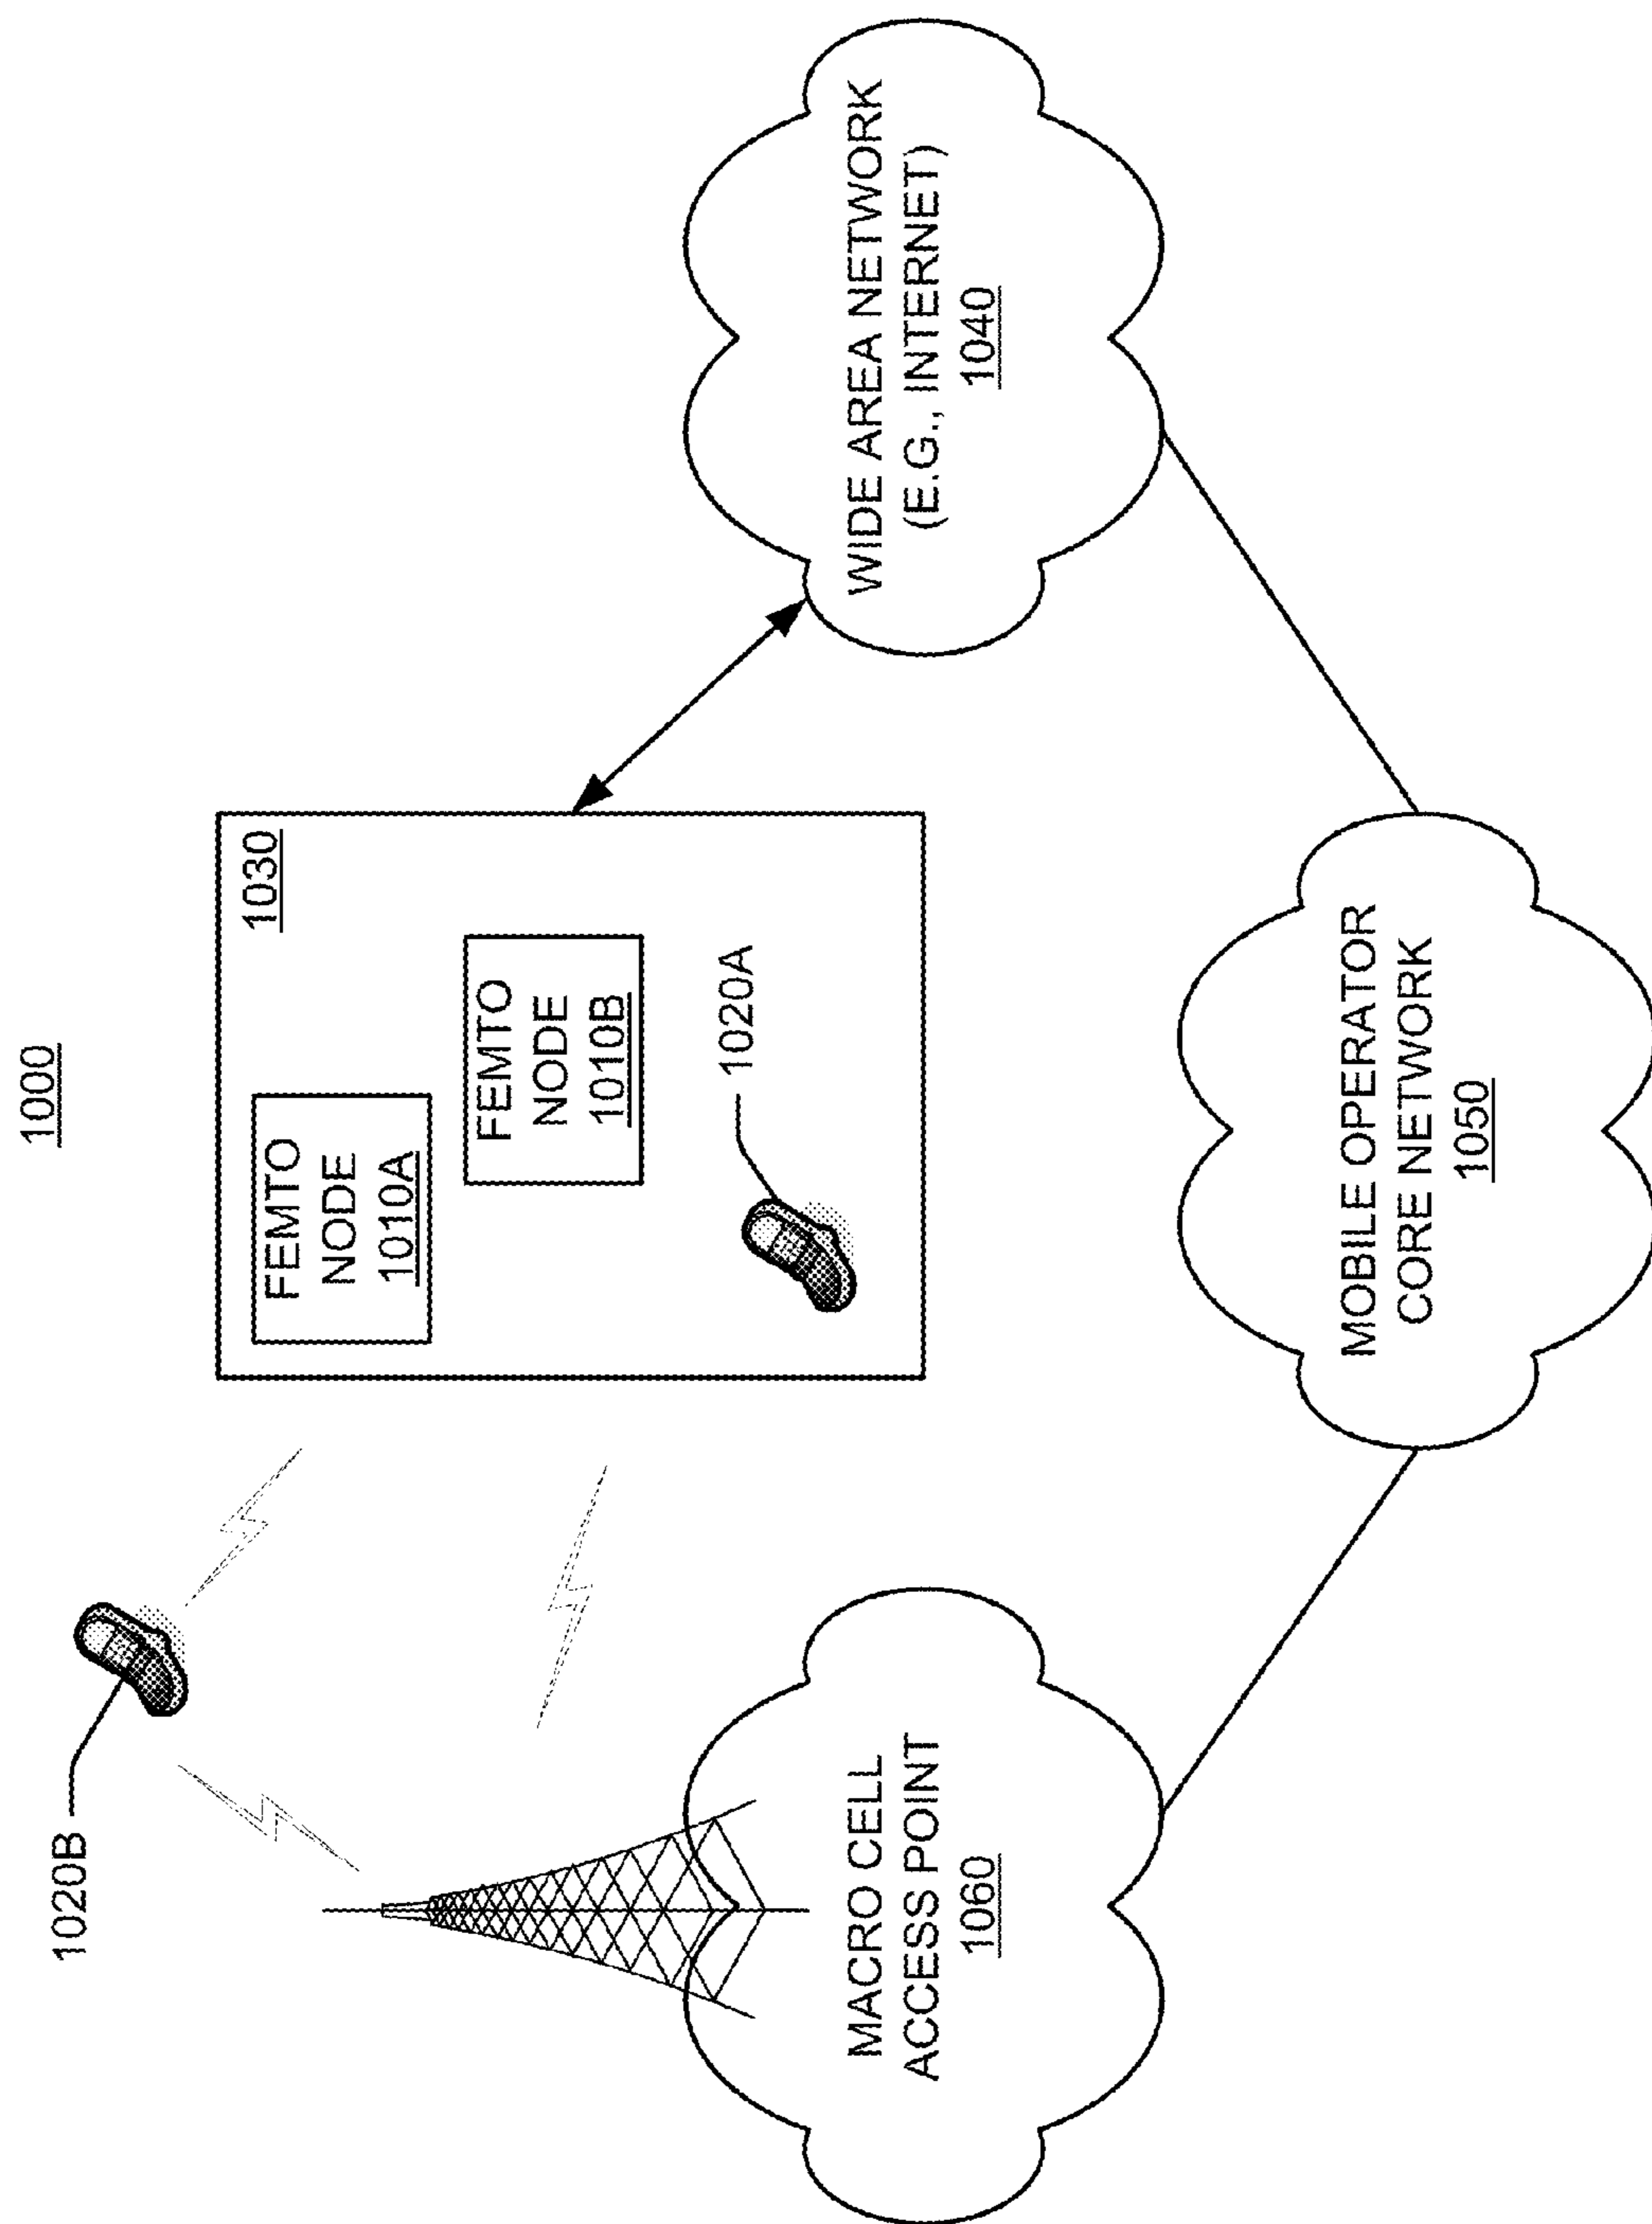 1000
1020B
FEMTO
NODE
1010A
1030
FEMTO
NODE
1010B
1020A
MACRO CELL
ACCESS POINT
1060
WIDE AREA NETWORK
(E.G., INTERNET)
1040
MOBILE OPERATOR
CORE NETWORK
1050